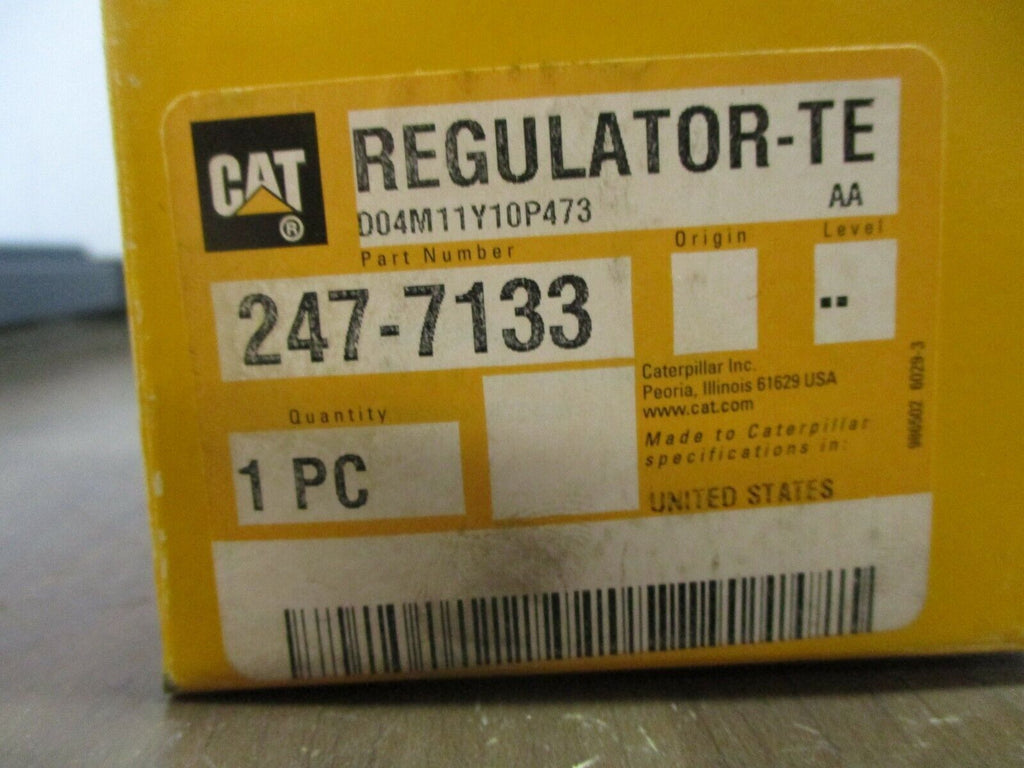 CAT
®
REGULATOR-TE
D04M11Y10P473 AA
Part Number Origin Level
247-7133 --
Quantity
1 PC
Caterpillar Inc.
Peoria, Illinois 61629 USA
www.cat.com
Made to Caterpillar
specifications in:
UNITED STATES